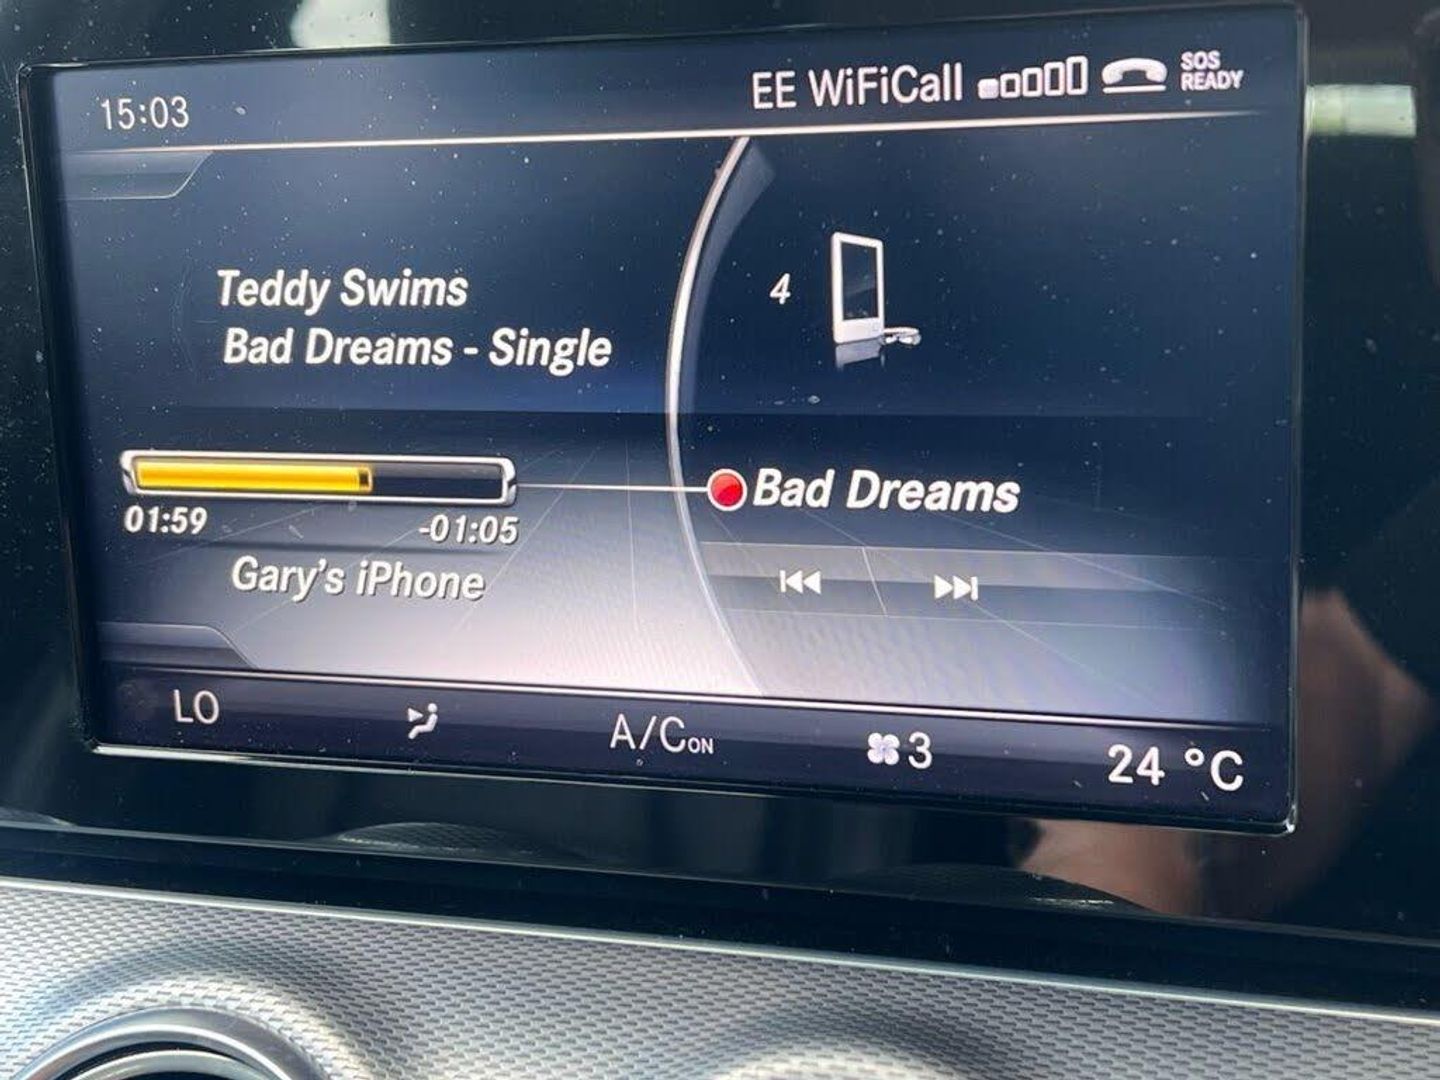 15:03
EE WiFiCall
SOS
READY
Teddy Swims
Bad Dreams - Single
4
Bad Dreams
01:59
-01:05
Gary's iPhone
LO
A/C ON
3
24 °C